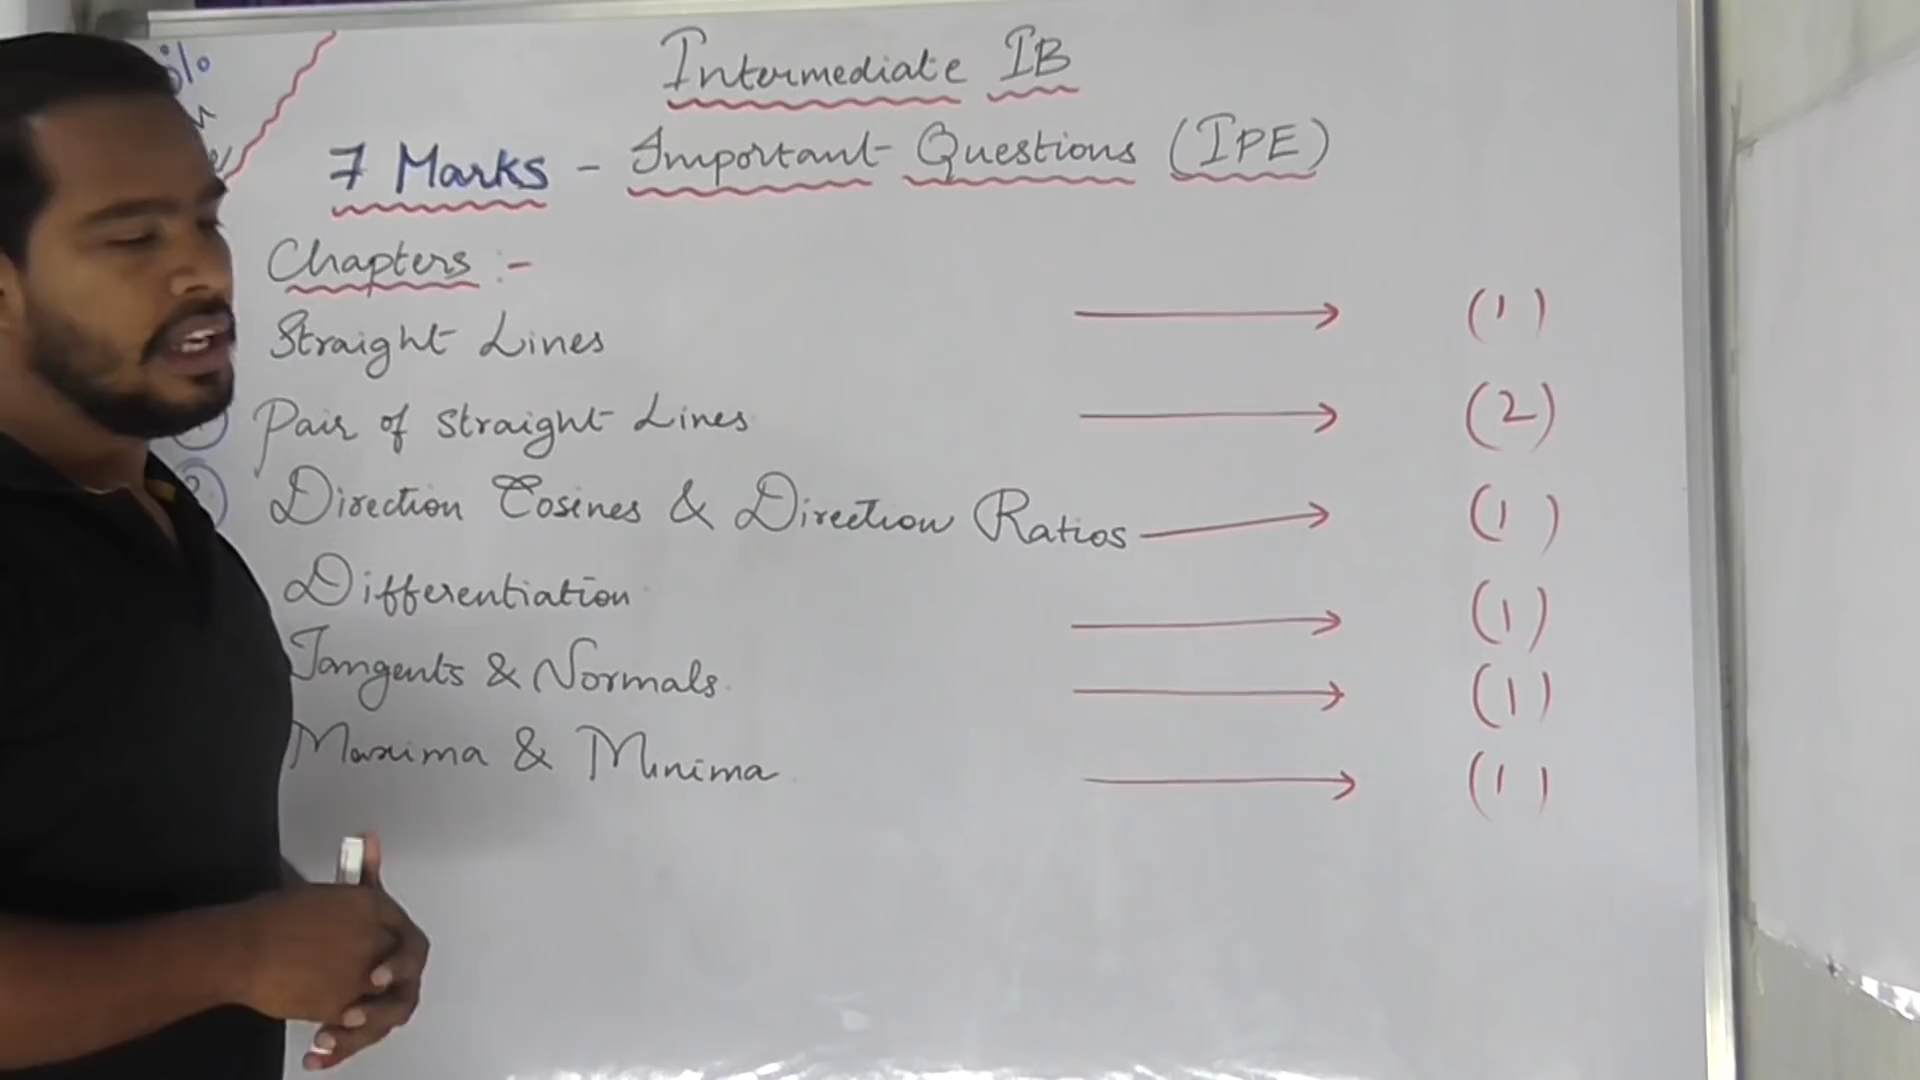 Intermediate IB
7 Marks - Important Questions (IPE)
Chapters :-
Straight Lines → (1)
Pair of straight Lines → (2)
Direction Cosines & Direction Ratios → (1)
Differentiation → (1)
Tangents & Normals → (1)
Maxima & Minima → (1)